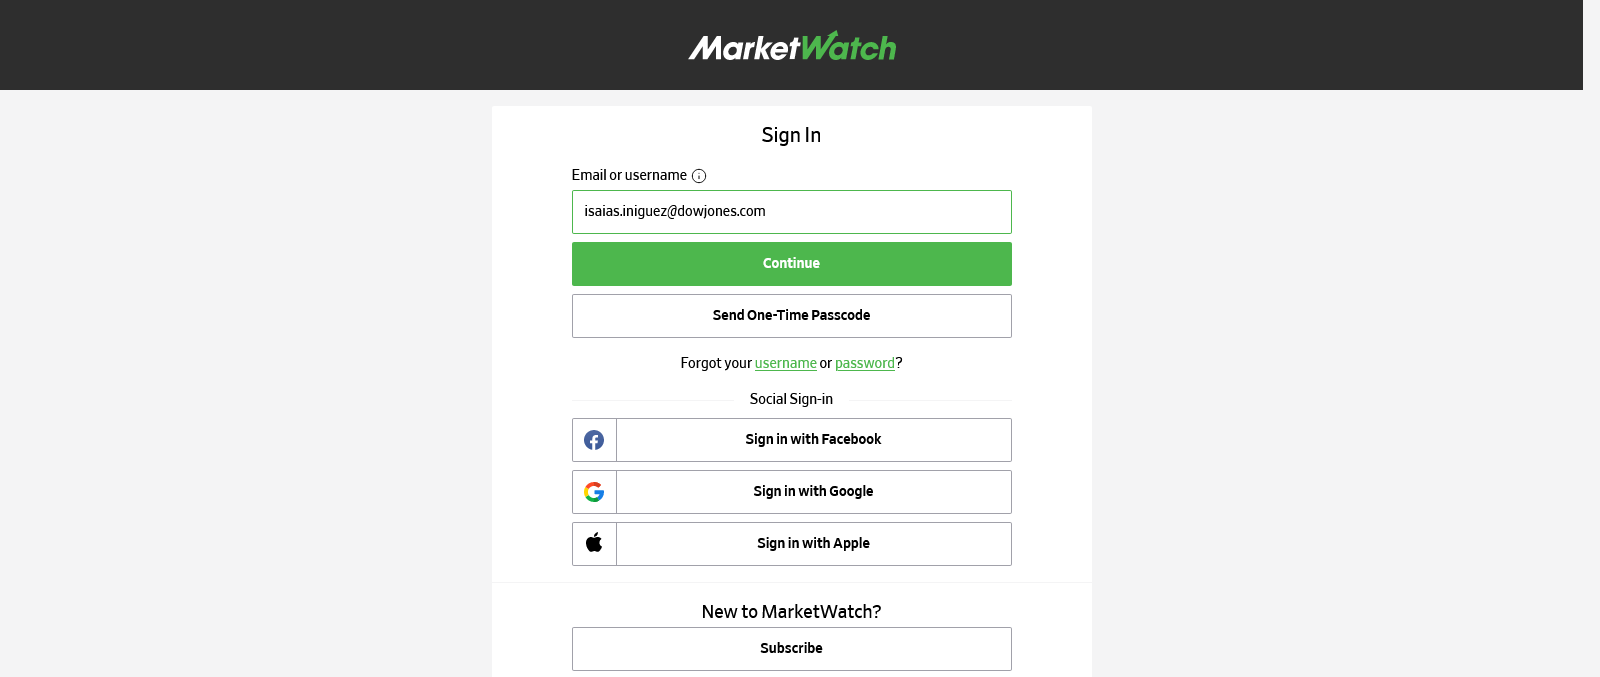 MarketWatch
Sign In
Email or username
isaias.iniguez@dowjones.com
Continue
Send One-Time Passcode
Forgot your username or password?
Social Sign-in
Sign in with Facebook
Sign in with Google
Sign in with Apple
New to MarketWatch?
Subscribe